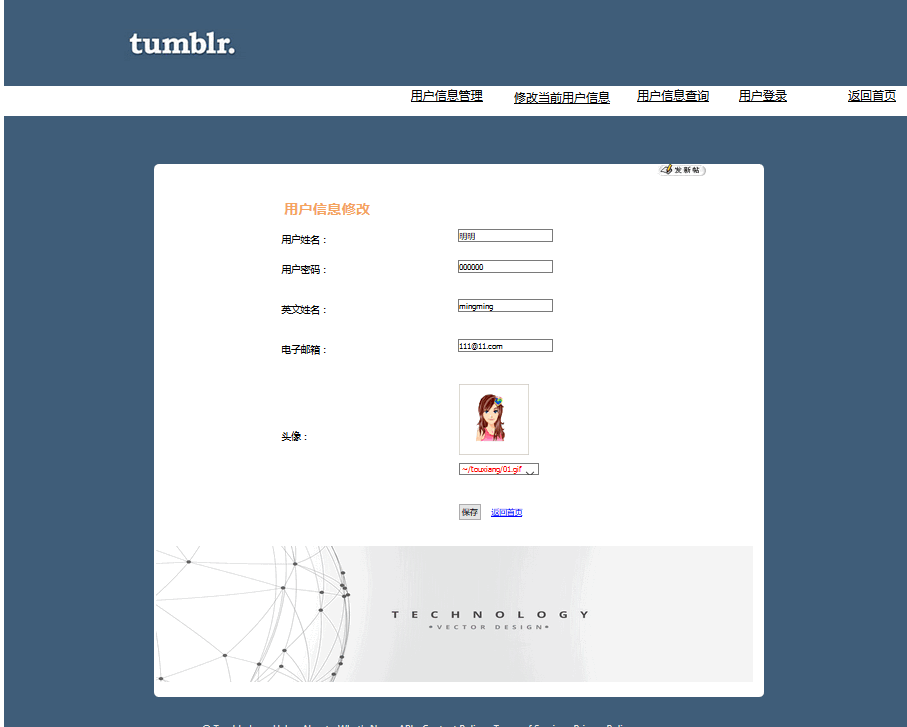 tumblr.
用户信息管理 修改当前用户信息 用户信息查询 用户登录 返回首页
发新帖
用户信息修改
用户姓名： 明明
用户密码： 000000
英文姓名： mingming
电子邮箱： 111@11.com
头像：
~/touxiang/01.gif
保存 返回首页
TECHNOLOGY
*VECTOR DESIGN*